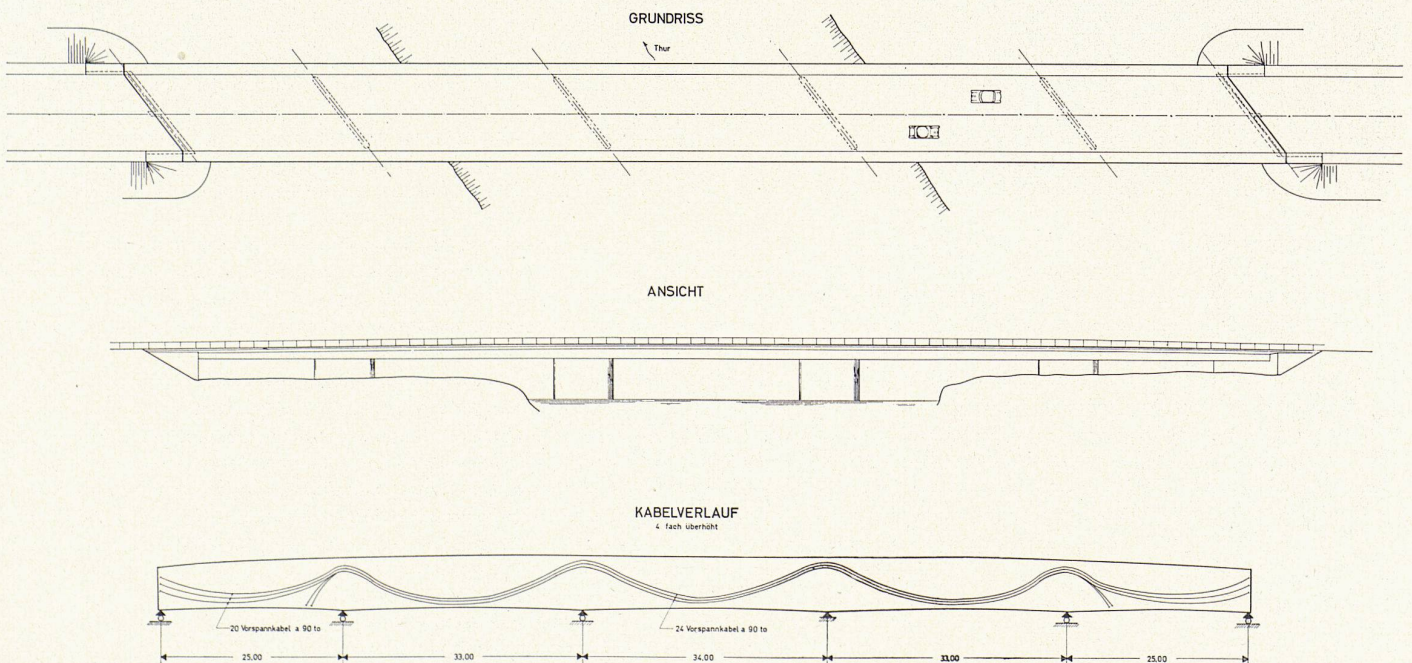 GRUNDRISS
Thur
ANSICHT
KABELVERLAUF
4 fach überhöht
20 Vorspannkabel a 90 to
24 Vorspannkabel a 90 to
25,00 33,00 34,00 33,00 25,00